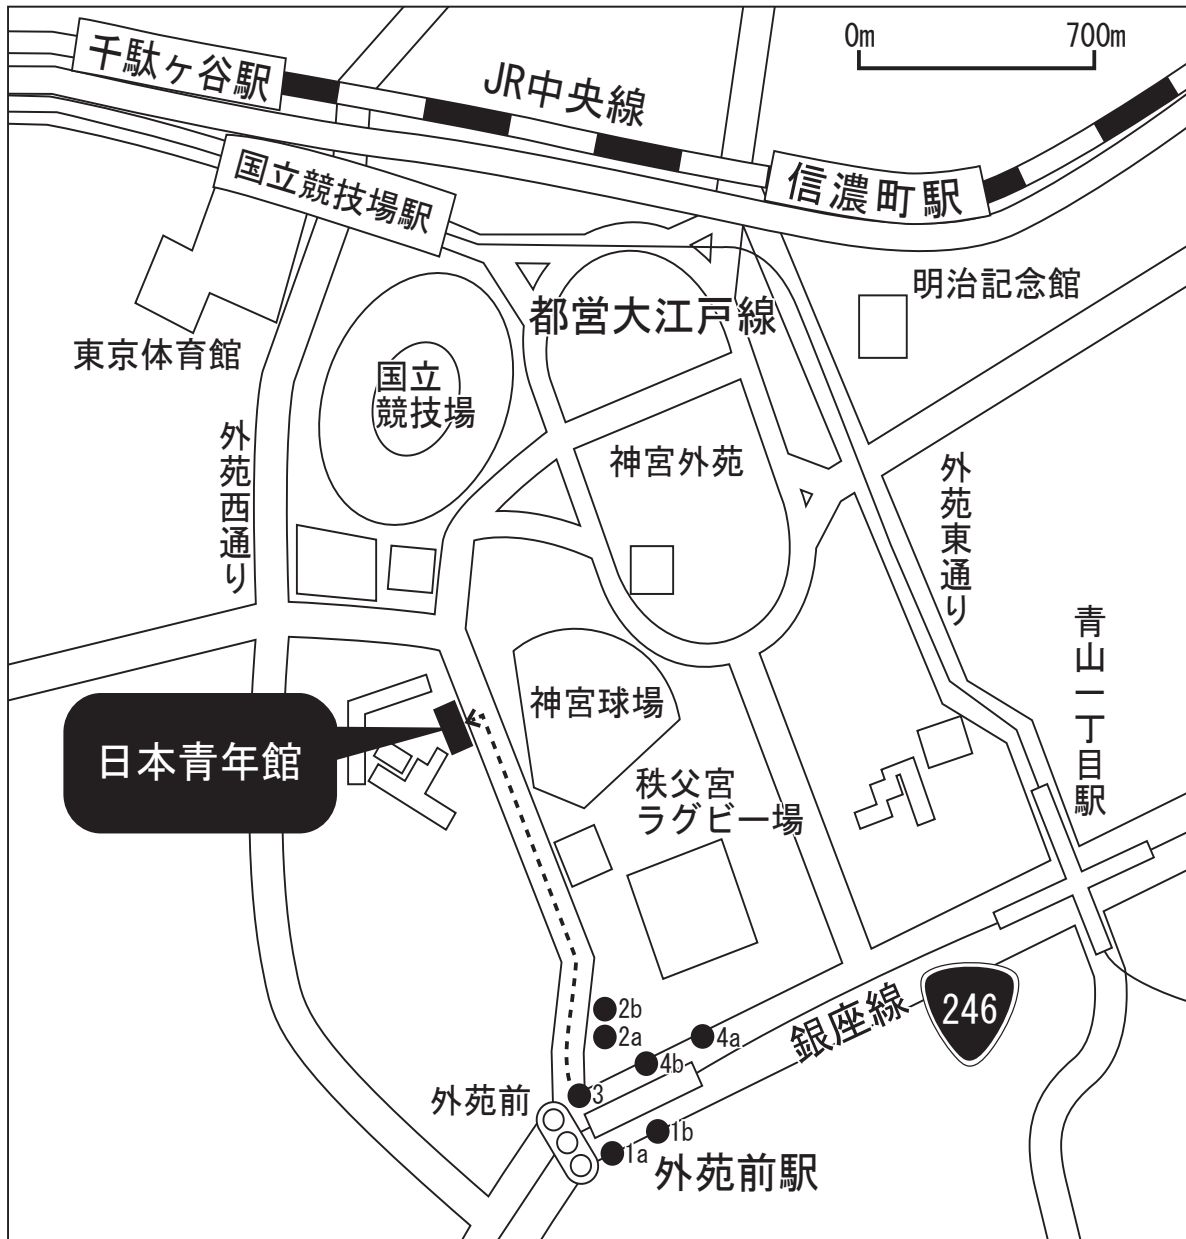 0m
700m
千駄ヶ谷駅
JR中央線
国立競技場駅
信濃町駅
明治記念館
都営大江戸線
東京体育館
国立
競技場
外苑西通り
神宮外苑
外苑東通り
青山一丁目駅
神宮球場
日本青年館
秩父宮
ラグビー場
2b
2a
4a
4b
3
銀座線
246
外苑前
1b
1a
外苑前駅